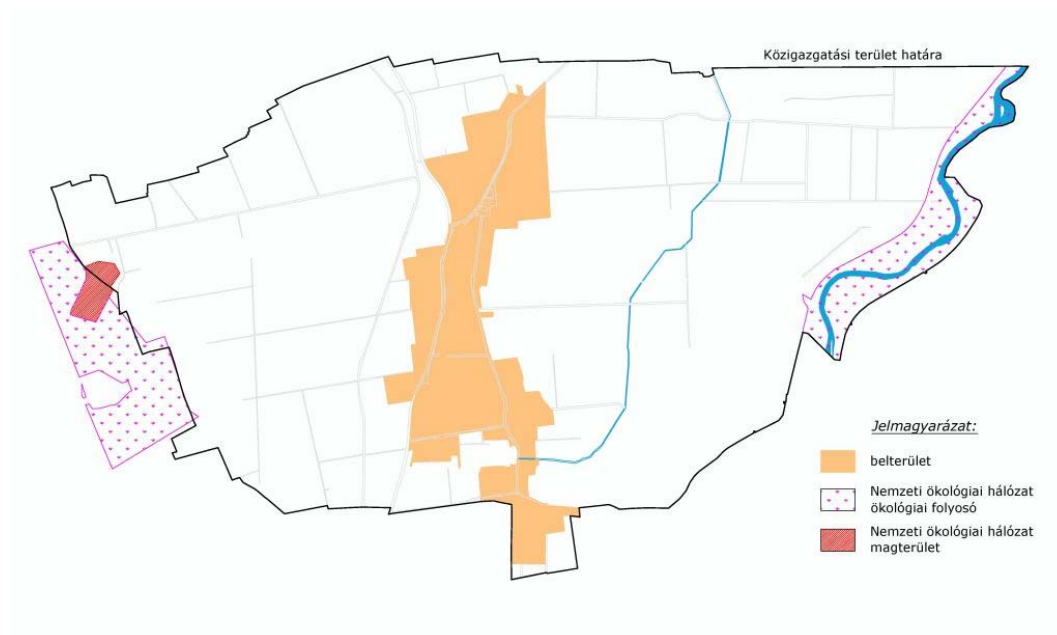 Közigazgatási terület határa
Jelmagyarázat:
belterület
Nemzeti ökológiai hálózat
ökológiai folyosó
Nemzeti ökológiai hálózat
magterület